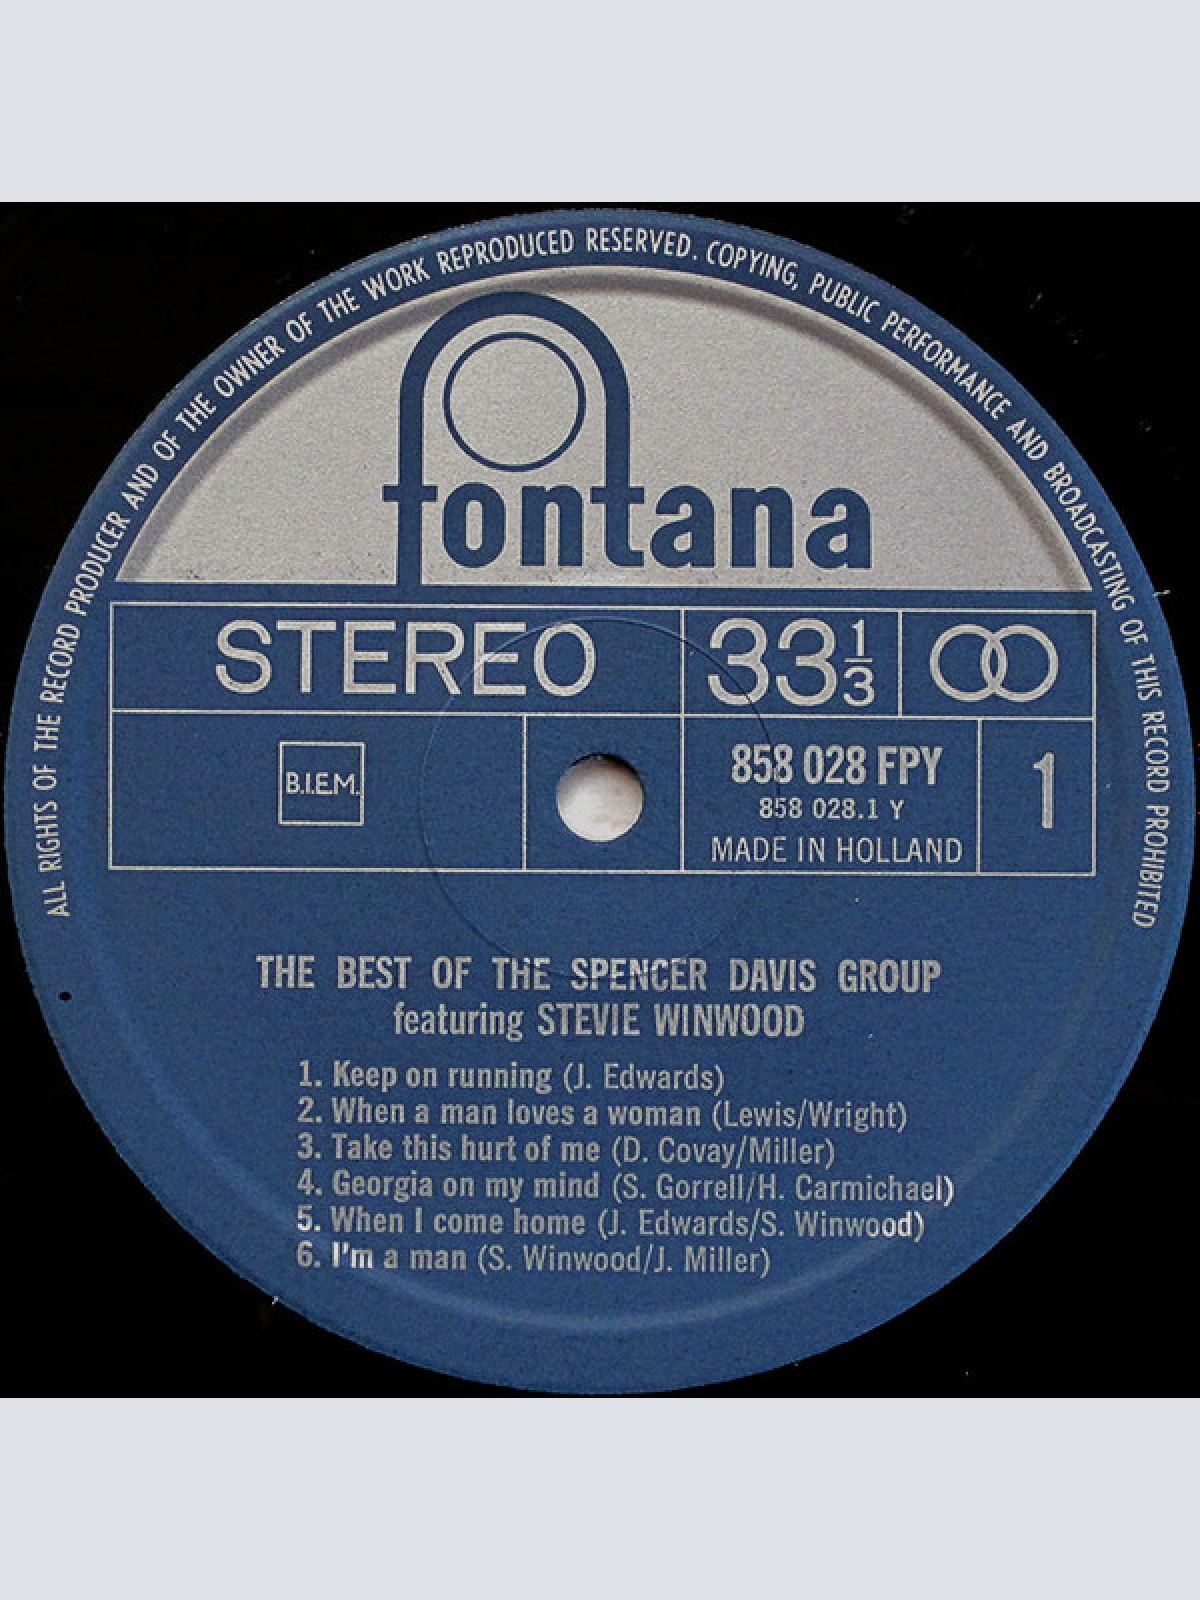 ALL RIGHTS OF THE RECORD PRODUCER AND OF THE OWNER OF THE WORK REPRODUCED RESERVED. COPYING, PUBLIC PERFORMANCE AND BROADCASTING OF THIS RECORD PROHIBITED
fontana
STEREO 33 1/3
B.I.E.M. 858 028 FPY 1
858 028.1 Y
MADE IN HOLLAND
THE BEST OF THE SPENCER DAVIS GROUP
featuring STEVIE WINWOOD
1. Keep on running (J. Edwards)
2. When a man loves a woman (Lewis/Wright)
3. Take this hurt of me (D. Covay/Miller)
4. Georgia on my mind (S. Gorrell/H. Carmichael)
5. When I come home (J. Edwards/S. Winwood)
6. I'm a man (S. Winwood/J. Miller)